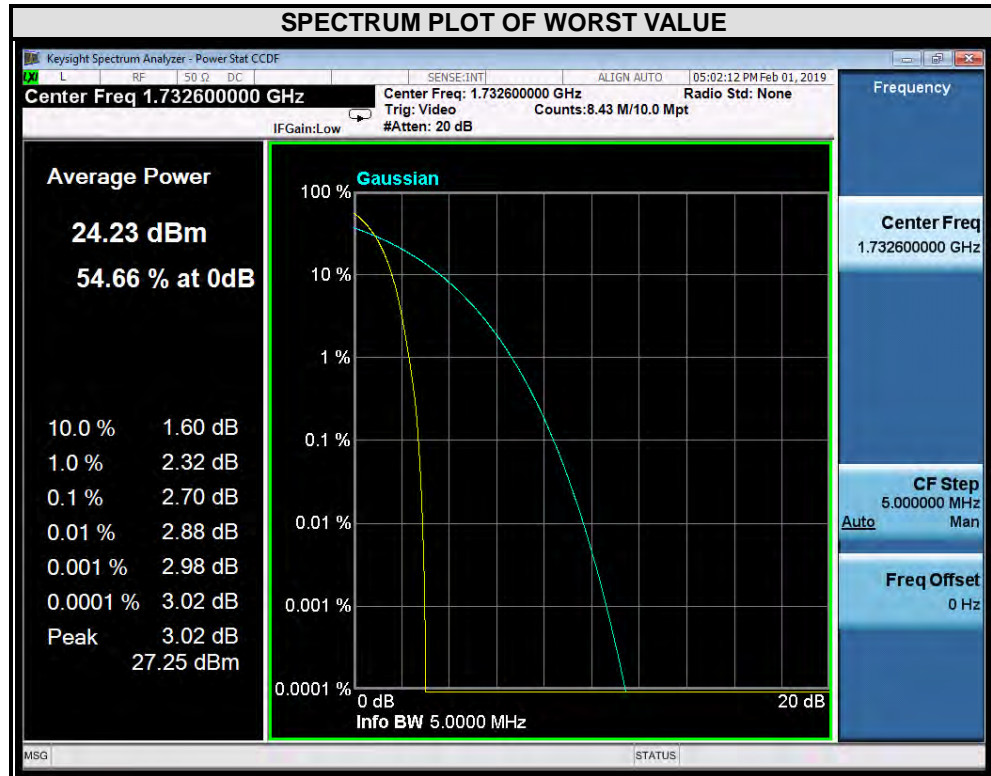 SPECTRUM PLOT OF WORST VALUE
Keysight Spectrum Analyzer - Power Stat CCDF
LXI L RF 50 Ω DC SENSE:INT ALIGN AUTO 05:02:12 PM Feb 01, 2019
Center Freq 1.732600000 GHz
Center Freq: 1.732600000 GHz Radio Std: None
Trig: Video Counts:8.43 M/10.0 Mpt
IFGain:Low #Atten: 20 dB
Average Power
24.23 dBm
54.66 % at 0dB
10.0 % 1.60 dB
1.0 % 2.32 dB
0.1 % 2.70 dB
0.01 % 2.88 dB
0.001 % 2.98 dB
0.0001 % 3.02 dB
Peak 3.02 dB
27.25 dBm
Gaussian
100 %
10 %
1 %
0.1 %
0.01 %
0.001 %
0.0001 %
0 dB 20 dB
Info BW 5.0000 MHz
Frequency
Center Freq
1.732600000 GHz
CF Step
5.000000 MHz
Auto Man
Freq Offset
0 Hz
MSG STATUS